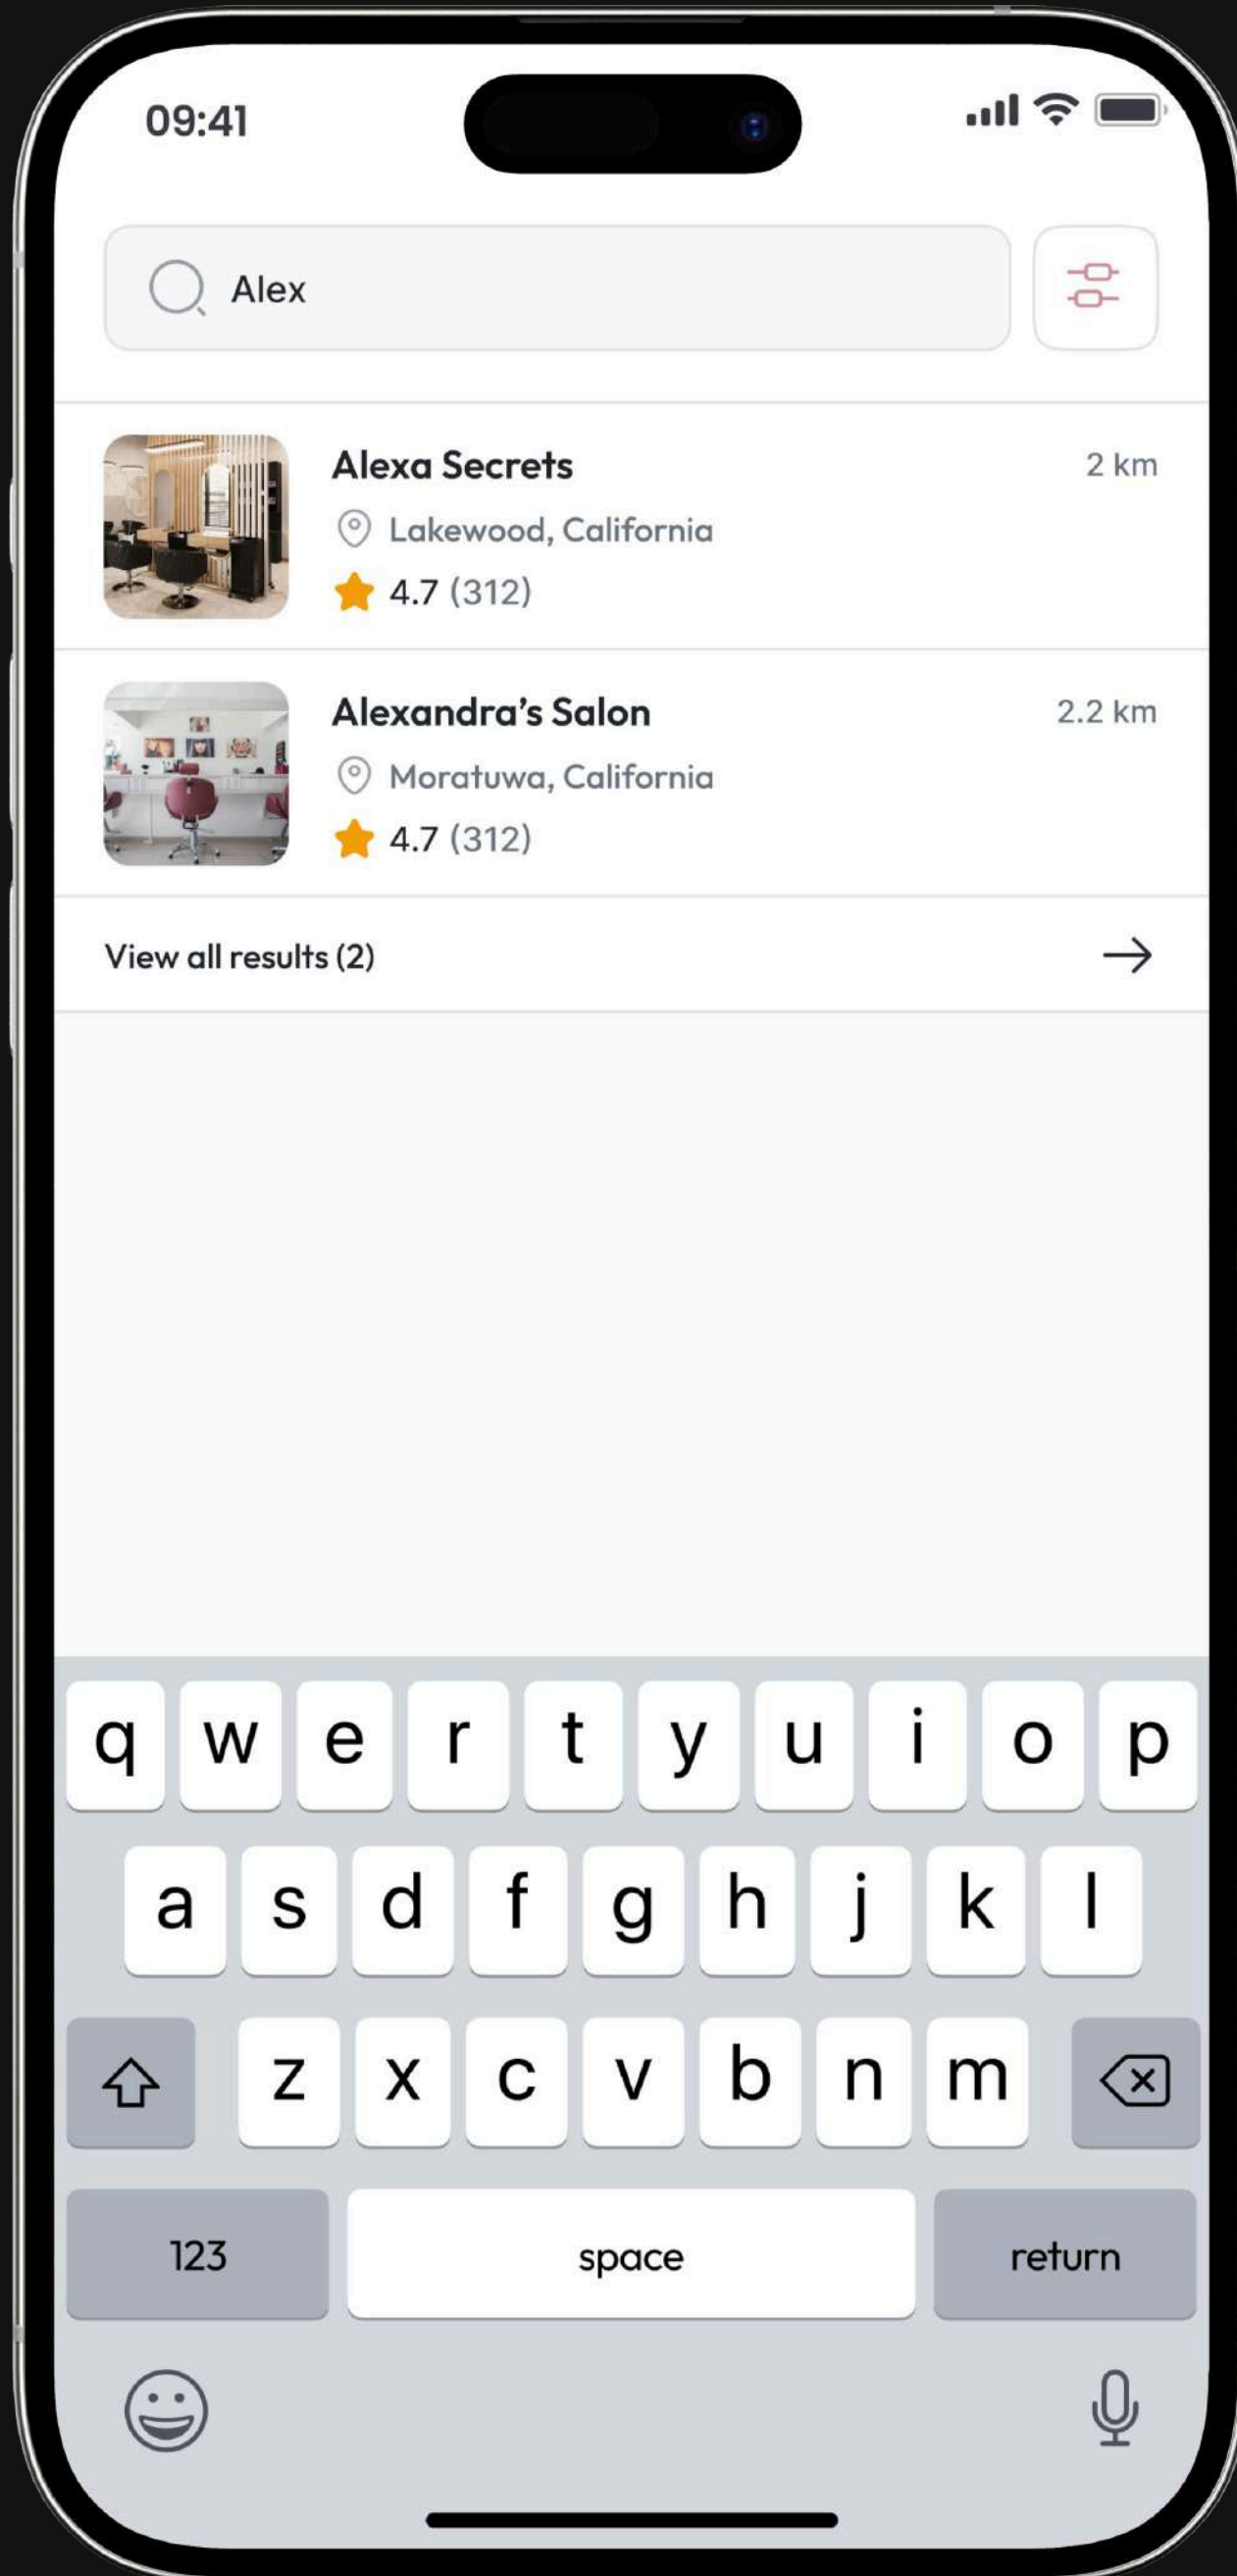 09:41
Alex
Alexa Secrets 2 km
Lakewood, California
4.7 (312)
Alexandra’s Salon 2.2 km
Moratuwa, California
4.7 (312)
View all results (2)
q w e r t y u i o p
a s d f g h j k l
z x c v b n m
123 space return